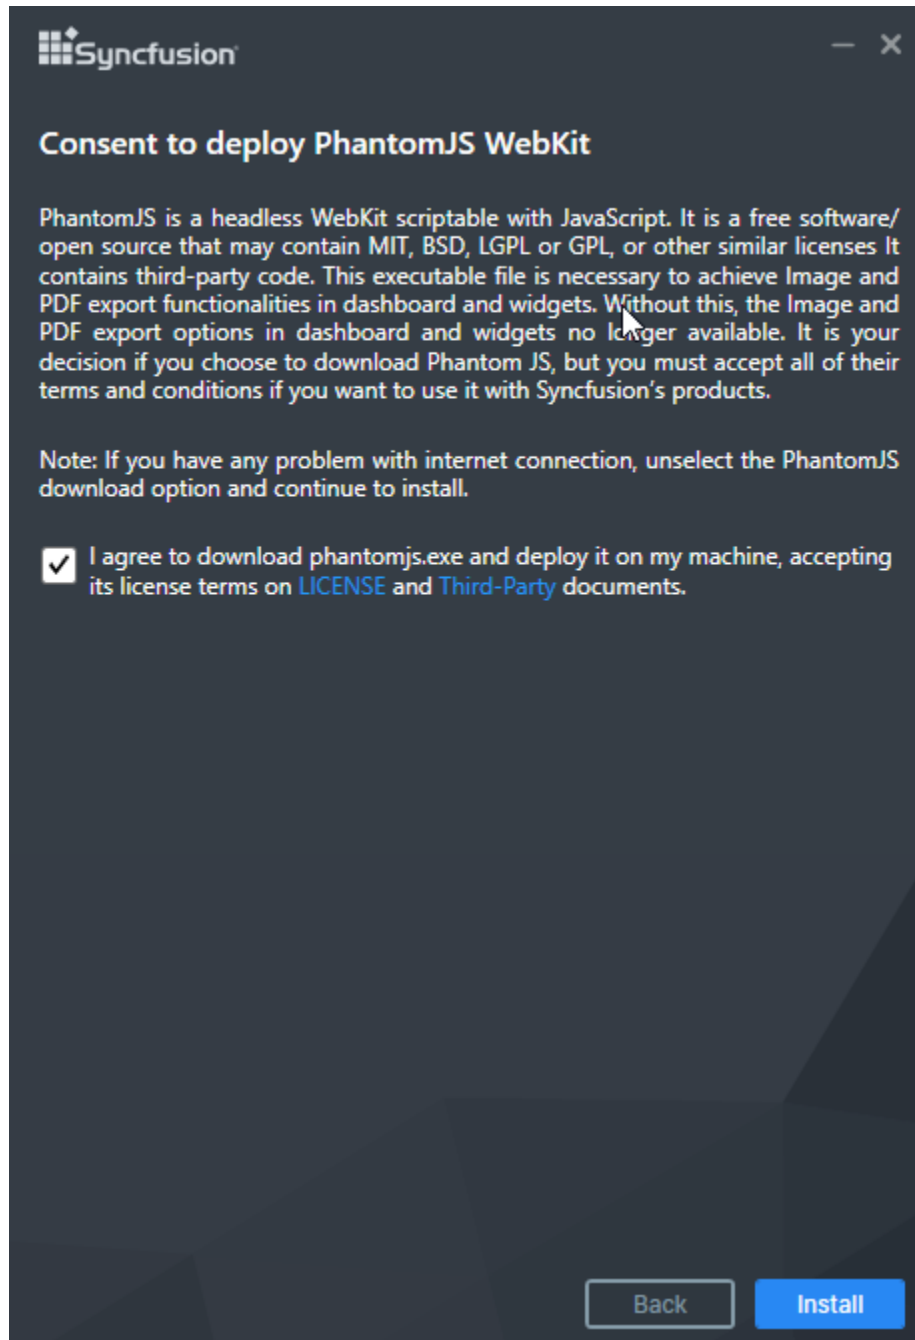 Syncfusion
Consent to deploy PhantomJS WebKit
PhantomJS is a headless WebKit scriptable with JavaScript. It is a free software/
open source that may contain MIT, BSD, LGPL or GPL, or other similar licenses It
contains third-party code. This executable file is necessary to achieve Image and
PDF export functionalities in dashboard and widgets. Without this, the Image and
PDF export options in dashboard and widgets no longer available. It is your
decision if you choose to download Phantom JS, but you must accept all of their
terms and conditions if you want to use it with Syncfusion's products.
Note: If you have any problem with internet connection, unselect the PhantomJS
download option and continue to install.
I agree to download phantomjs.exe and deploy it on my machine, accepting
its license terms on LICENSE and Third-Party documents.
Back Install